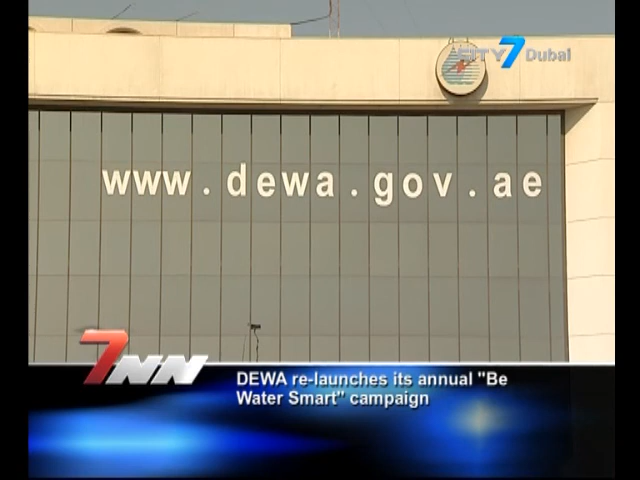 CITY7 Dubai
www.dewa.gov.ae
7NN
DEWA re-launches its annual "Be
Water Smart" campaign